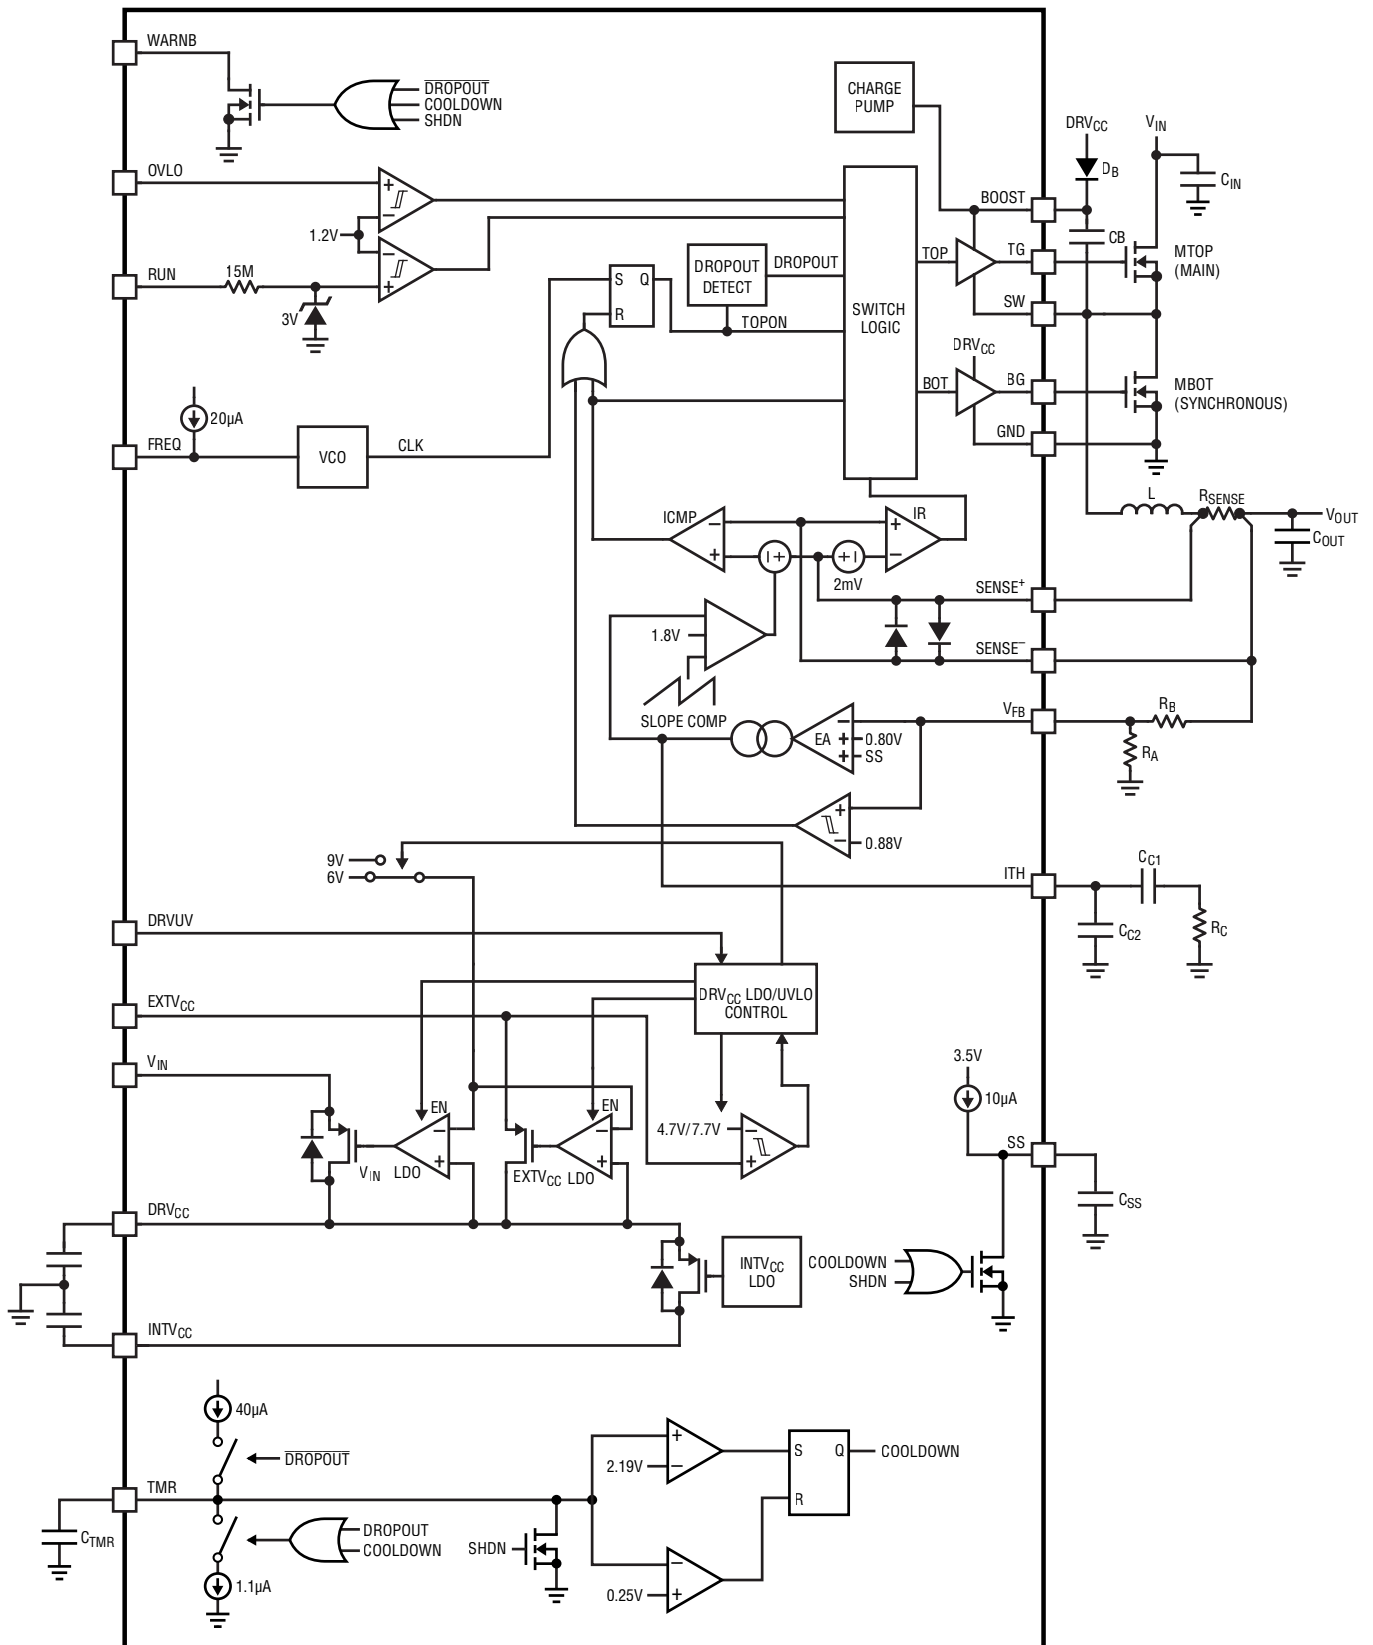 WARNB
DROPOUT
COOLDOWN
SHDN
CHARGE
PUMP
DRVCC
VIN
DB
CIN
OVLO
1.2V
BOOST
CB
RUN
15M
3V
S Q
R
DROPOUT
DETECT
DROPOUT
TOPON
SWITCH
LOGIC
TOP
TG
MTOP
(MAIN)
SW
DRVCC
BOT
BG
MBOT
(SYNCHRONOUS)
GND
20µA
FREQ
VCO
CLK
ICMP
IR
2mV
L
RSENSE
VOUT
COUT
SENSE+
SENSE−
1.8V
SLOPE COMP
EA
0.80V
SS
VFB
RB
RA
0.88V
9V
6V
ITH
CC1
CC2
RC
DRVUV
DRVCC LDO/UVLO
CONTROL
EXTVCC
VIN
EN
EN
4.7V/7.7V
VIN LDO
EXTVCC LDO
3.5V
10µA
SS
CSS
DRVCC
INTVCC
LDO
COOLDOWN
SHDN
INTVCC
40µA
DROPOUT
TMR
CTMR
DROPOUT
COOLDOWN
1.1µA
SHDN
2.19V
0.25V
S Q
R
COOLDOWN